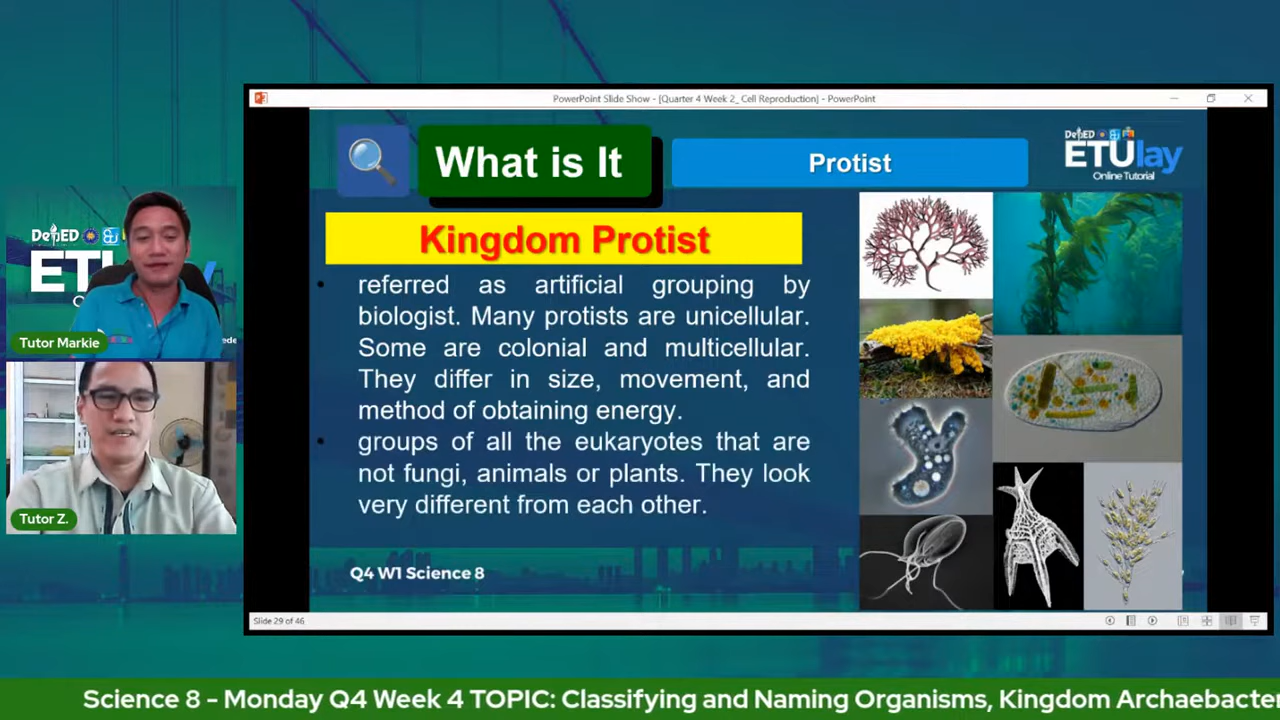 PowerPoint Slide Show - [Quarter 4 Week 2_ Cell Reproduction] - PowerPoint
What is It
Protist
DepED
ETUlay
Online Tutorial
Kingdom Protist
• referred as artificial grouping by
biologist. Many protists are unicellular.
Some are colonial and multicellular.
They differ in size, movement, and
method of obtaining energy.
• groups of all the eukaryotes that are
not fungi, animals or plants. They look
very different from each other.
Q4 W1 Science 8
Slide 29 of 46
DepED
Tutor Markie
Tutor Z.
Science 8 - Monday Q4 Week 4 TOPIC: Classifying and Naming Organisms, Kingdom Archaebacte